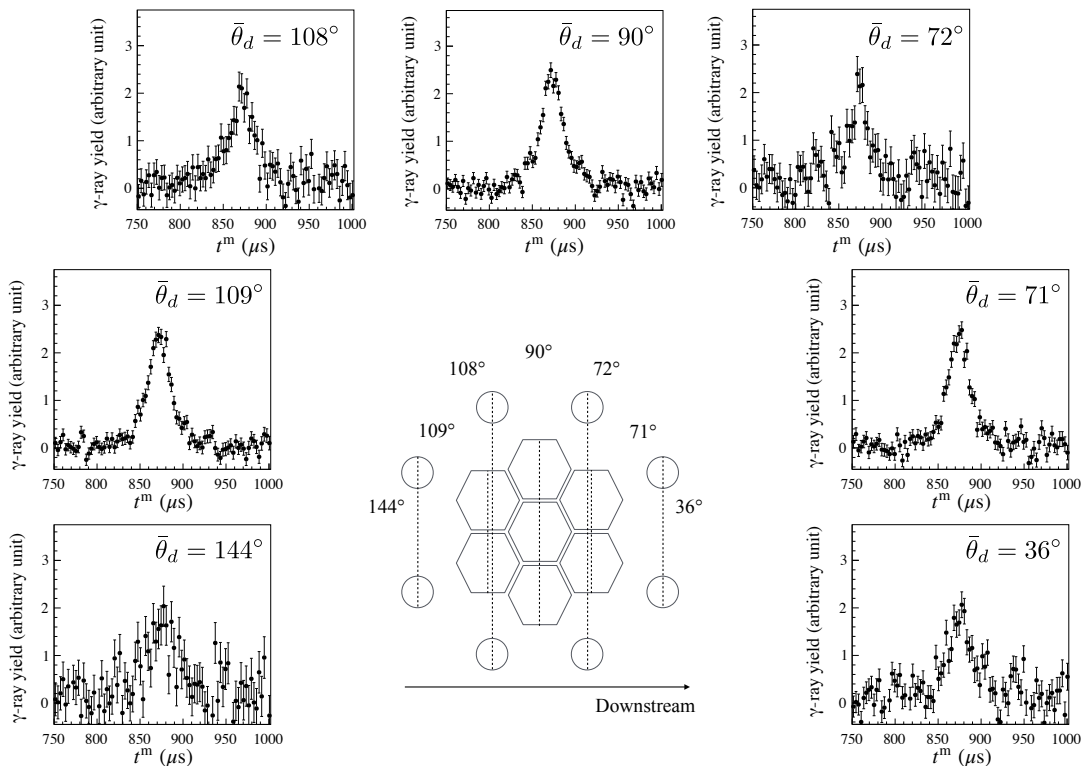 θ̄_d = 108°
γ-ray yield (arbitrary unit)
3
2
1
0
750 800 850 900 950 1000
t^m (μs)
θ̄_d = 90°
γ-ray yield (arbitrary unit)
3
2
1
0
750 800 850 900 950 1000
t^m (μs)
θ̄_d = 72°
γ-ray yield (arbitrary unit)
3
2
1
0
750 800 850 900 950 1000
t^m (μs)
θ̄_d = 109°
γ-ray yield (arbitrary unit)
3
2
1
0
750 800 850 900 950 1000
t^m (μs)
90°
108° 72°
109° 71°
144° 36°
Downstream
θ̄_d = 71°
γ-ray yield (arbitrary unit)
3
2
1
0
750 800 850 900 950 1000
t^m (μs)
θ̄_d = 144°
γ-ray yield (arbitrary unit)
3
2
1
0
750 800 850 900 950 1000
t^m (μs)
θ̄_d = 36°
γ-ray yield (arbitrary unit)
3
2
1
0
750 800 850 900 950 1000
t^m (μs)